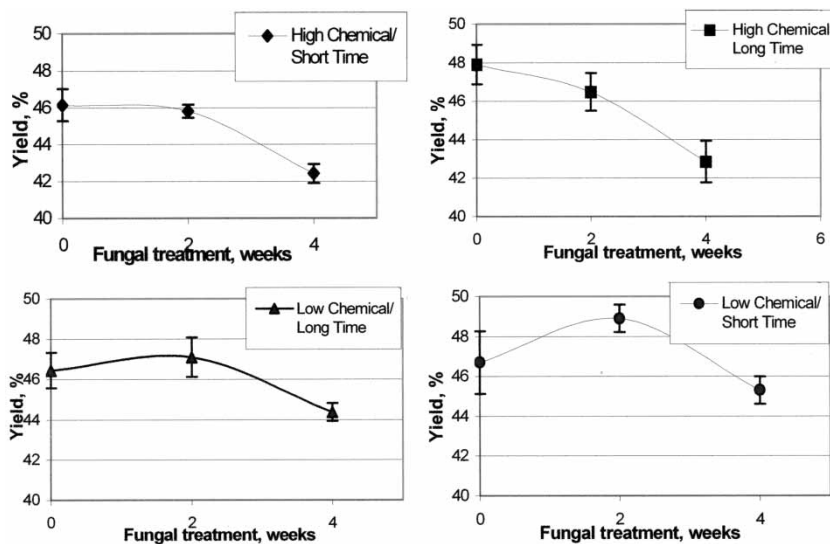 50
48
46
44
42
40
Yield, %
High Chemical/
Short Time
0
2
4
Fungal treatment, weeks
50
48
46
44
42
40
Yield, %
High Chemical
Long Time
0
2
4
6
Fungal treatment, weeks
50
48
46
44
42
40
Yield, %
Low Chemical/
Long Time
0
2
4
Fungal treatment, weeks
50
48
46
44
42
40
Yield, %
Low Chemical/
Short Time
0
2
4
Fungal treatment, weeks